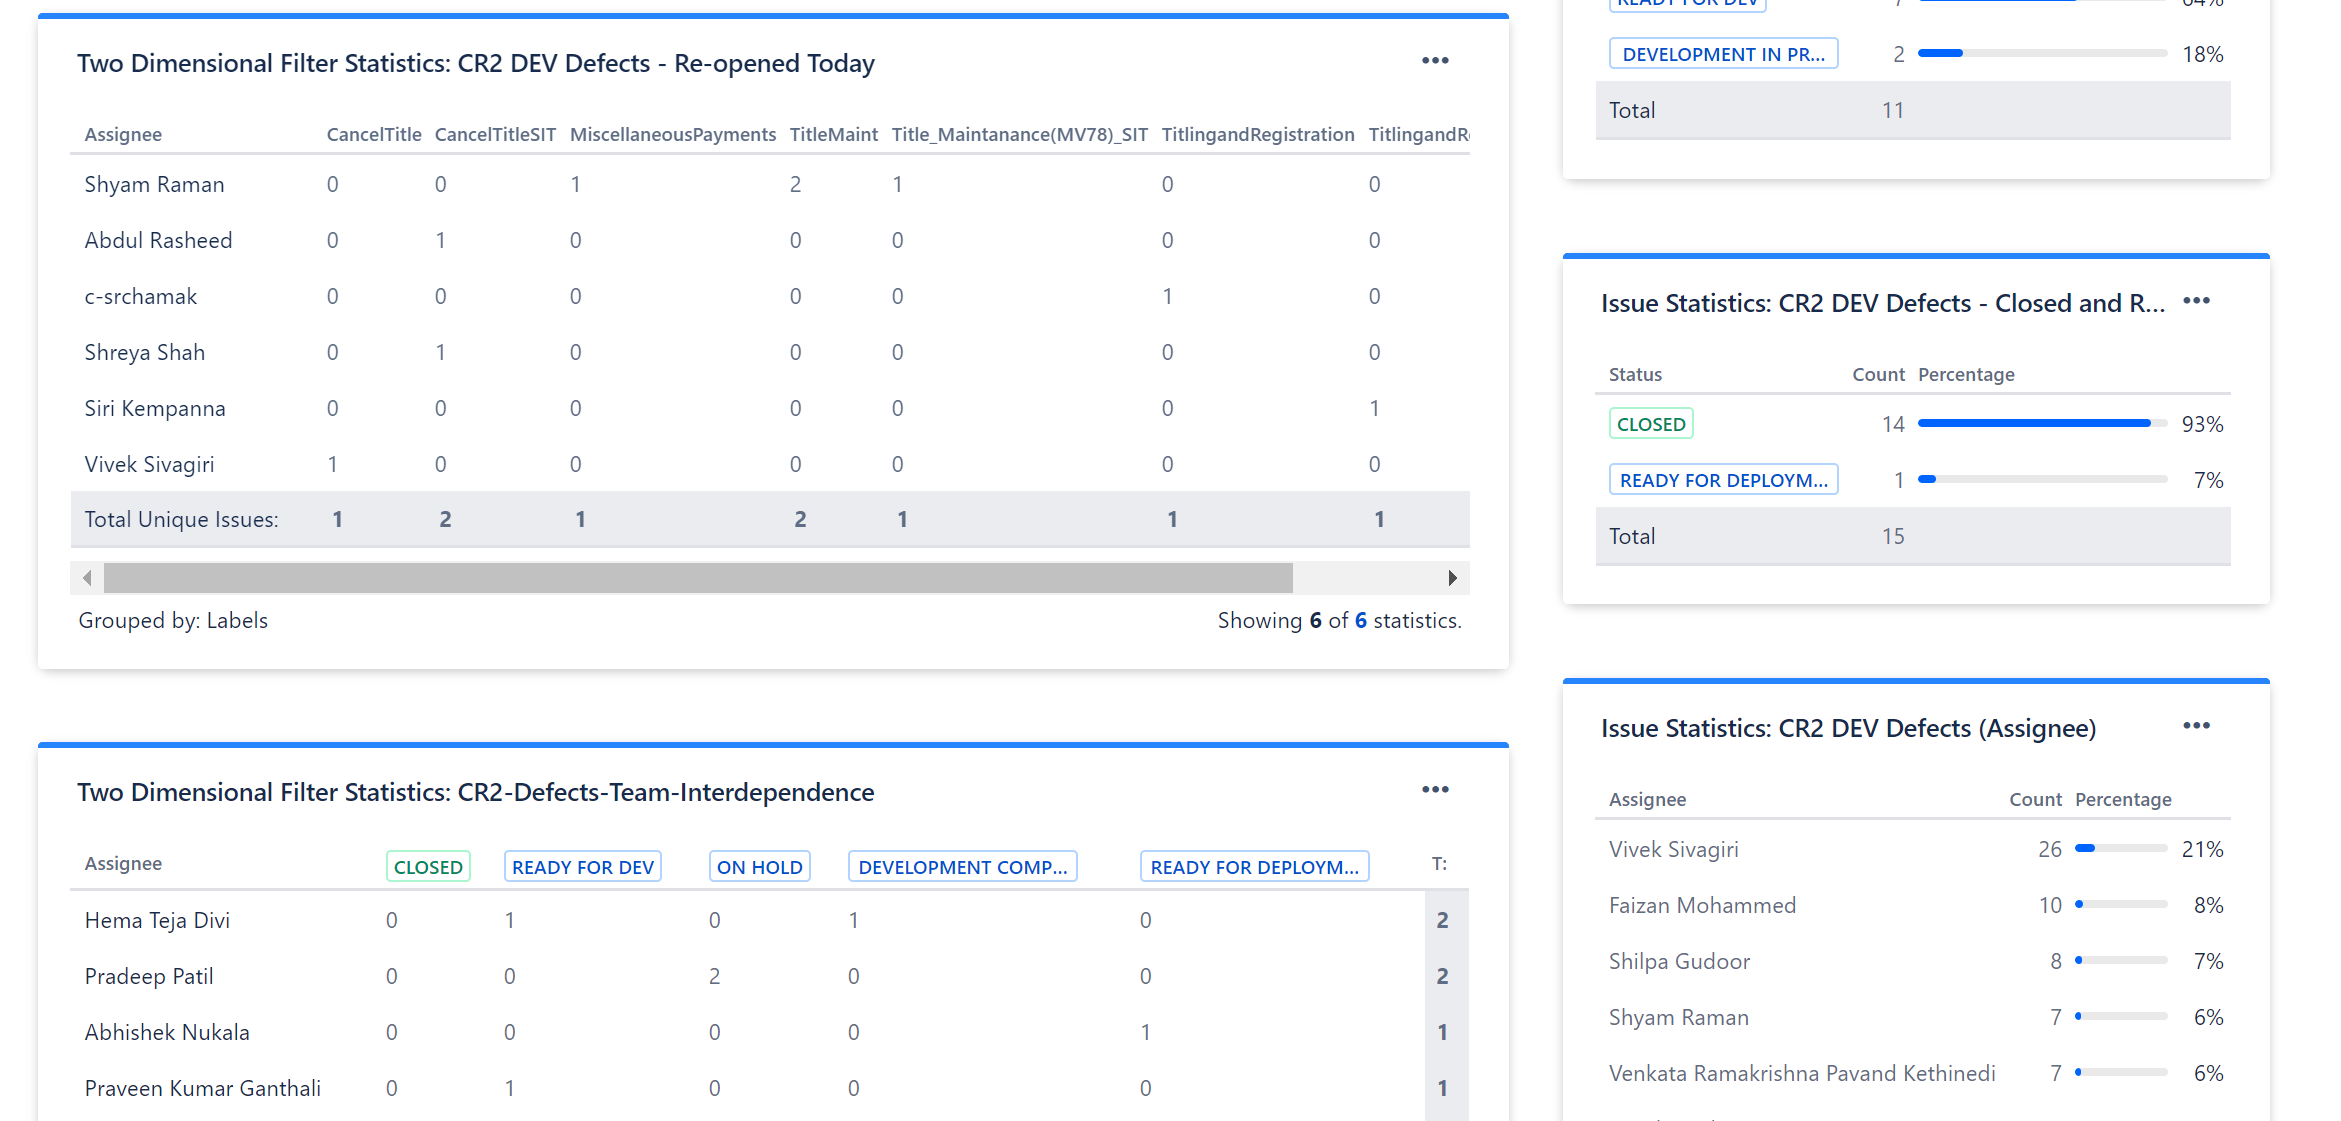 Two Dimensional Filter Statistics: CR2 DEV Defects - Re-opened Today
Assignee CancelTitle CancelTitleSIT MiscellaneousPayments TitleMaint Title_Maintanance(MV78)_SIT TitlingandRegistration TitlingandR
Shyam Raman 0 0 1 2 1 0 0
Abdul Rasheed 0 1 0 0 0 0 0
c-srchamak 0 0 0 0 0 1 0
Shreya Shah 0 1 0 0 0 0 0
Siri Kempanna 0 0 0 0 0 0 1
Vivek Sivagiri 1 0 0 0 0 0 0
Total Unique Issues: 1 2 1 2 1 1 1
Grouped by: Labels
Showing 6 of 6 statistics.
Two Dimensional Filter Statistics: CR2-Defects-Team-Interdependence
Assignee CLOSED READY FOR DEV ON HOLD DEVELOPMENT COMP... READY FOR DEPLOYM... T:
Hema Teja Divi 0 1 0 1 0 2
Pradeep Patil 0 0 2 0 0 2
Abhishek Nukala 0 0 0 0 1 1
Praveen Kumar Ganthali 0 1 0 0 0 1
READY FOR DEV 7 64%
DEVELOPMENT IN PR... 2 18%
Total 11
Issue Statistics: CR2 DEV Defects - Closed and R...
Status Count Percentage
CLOSED 14 93%
READY FOR DEPLOYM... 1 7%
Total 15
Issue Statistics: CR2 DEV Defects (Assignee)
Assignee Count Percentage
Vivek Sivagiri 26 21%
Faizan Mohammed 10 8%
Shilpa Gudoor 8 7%
Shyam Raman 7 6%
Venkata Ramakrishna Pavand Kethinedi 7 6%